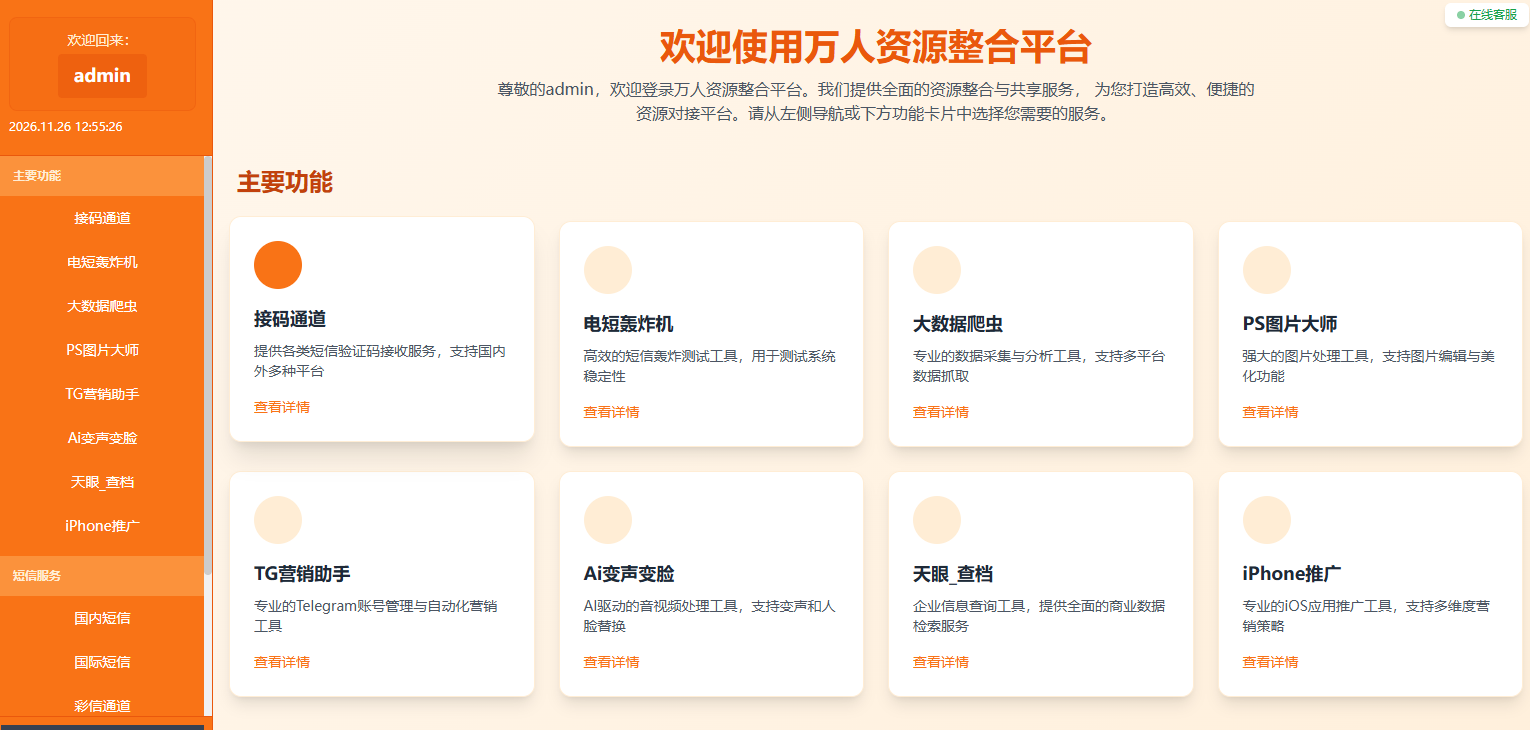 欢迎回来：
admin
2026.11.26 12:55:26
主要功能
接码通道
电短轰炸机
大数据爬虫
PS图片大师
TG营销助手
Ai变声变脸
天眼_查档
iPhone推广
短信服务
国内短信
国际短信
彩信通道
在线客服
欢迎使用万人资源整合平台
尊敬的admin，欢迎登录万人资源整合平台。我们提供全面的资源整合与共享服务， 为您打造高效、便捷的
资源对接平台。请从左侧导航或下方功能卡片中选择您需要的服务。
主要功能
接码通道
提供各类短信验证码接收服务，支持国内
外多种平台
查看详情
电短轰炸机
高效的短信轰炸测试工具，用于测试系统
稳定性
查看详情
大数据爬虫
专业的数据采集与分析工具，支持多平台
数据抓取
查看详情
PS图片大师
强大的图片处理工具，支持图片编辑与美
化功能
查看详情
TG营销助手
专业的Telegram账号管理与自动化营销
工具
查看详情
Ai变声变脸
AI驱动的音视频处理工具，支持变声和人
脸替换
查看详情
天眼_查档
企业信息查询工具，提供全面的商业数据
检索服务
查看详情
iPhone推广
专业的iOS应用推广工具，支持多维度营
销策略
查看详情